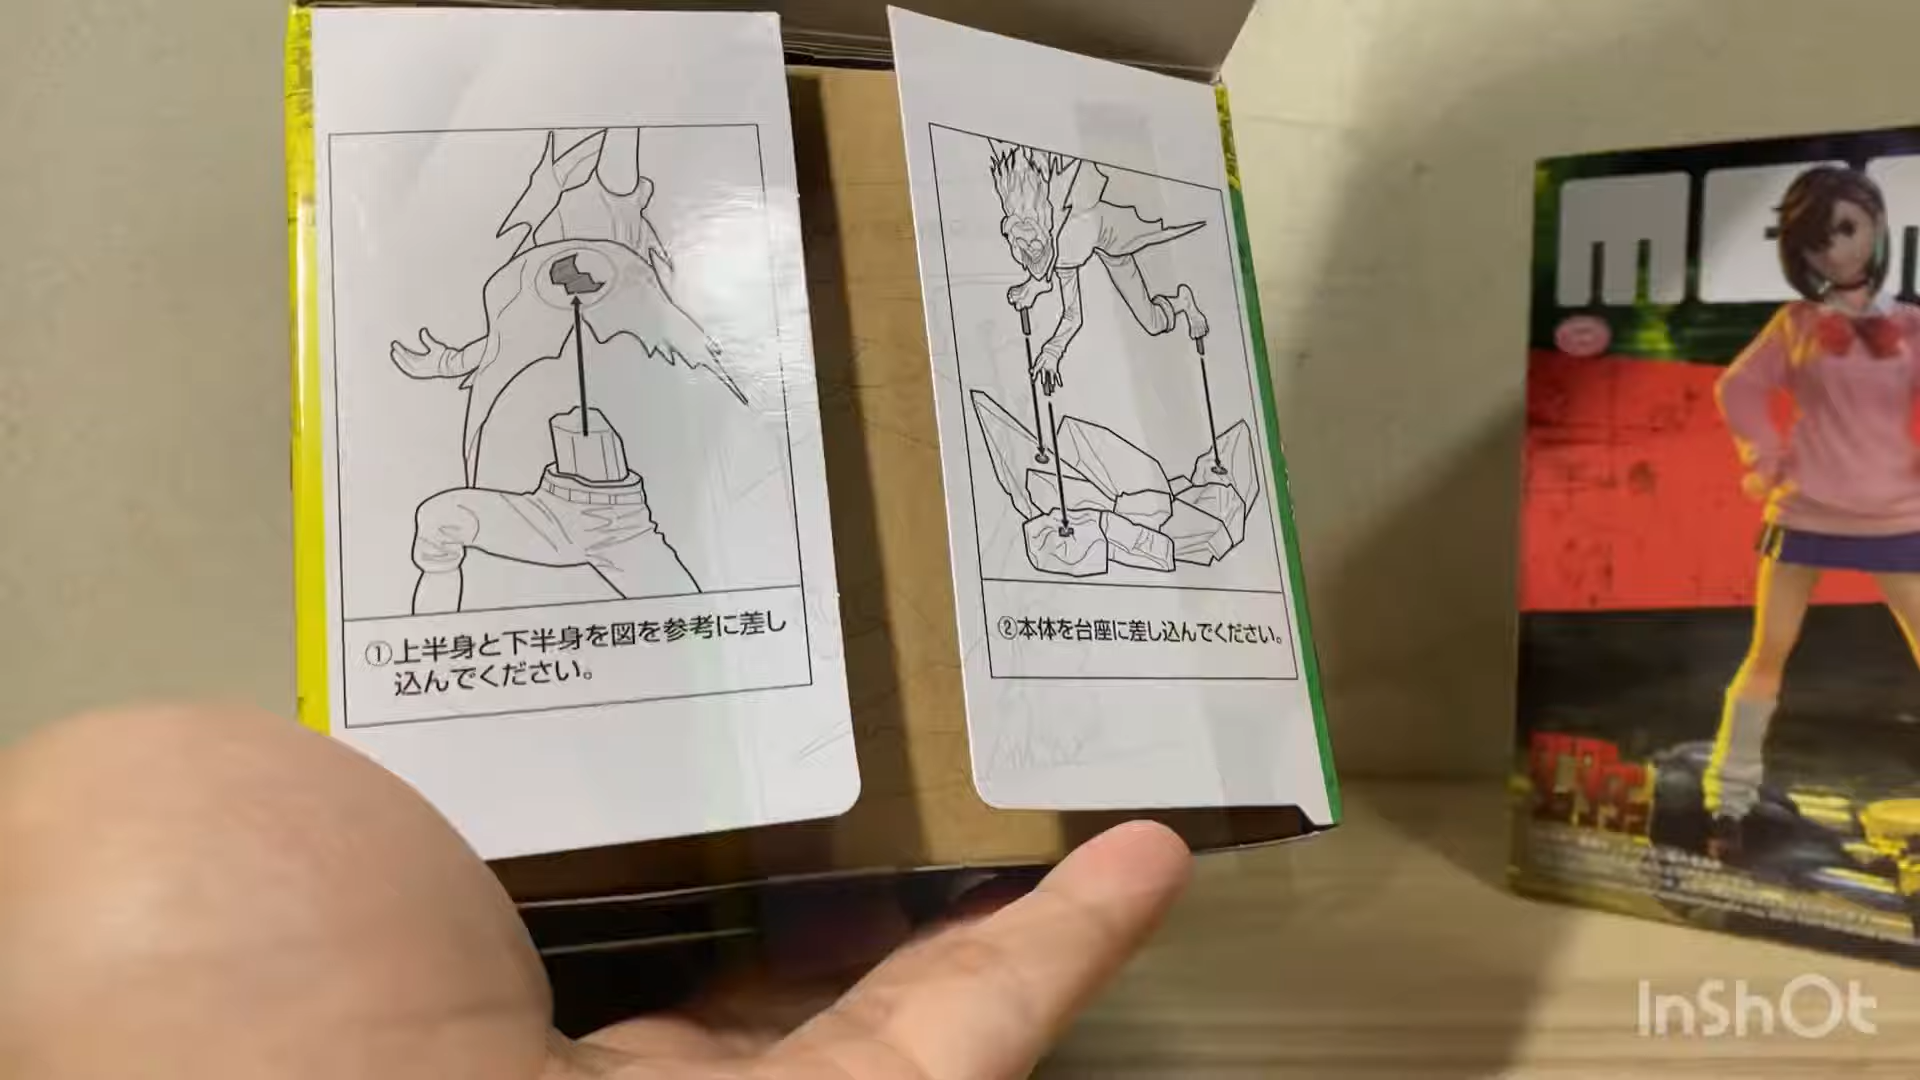 ①上半身と下半身を図を参考に差し
込んでください。
②本体を台座に差し込んでください。
InShOt